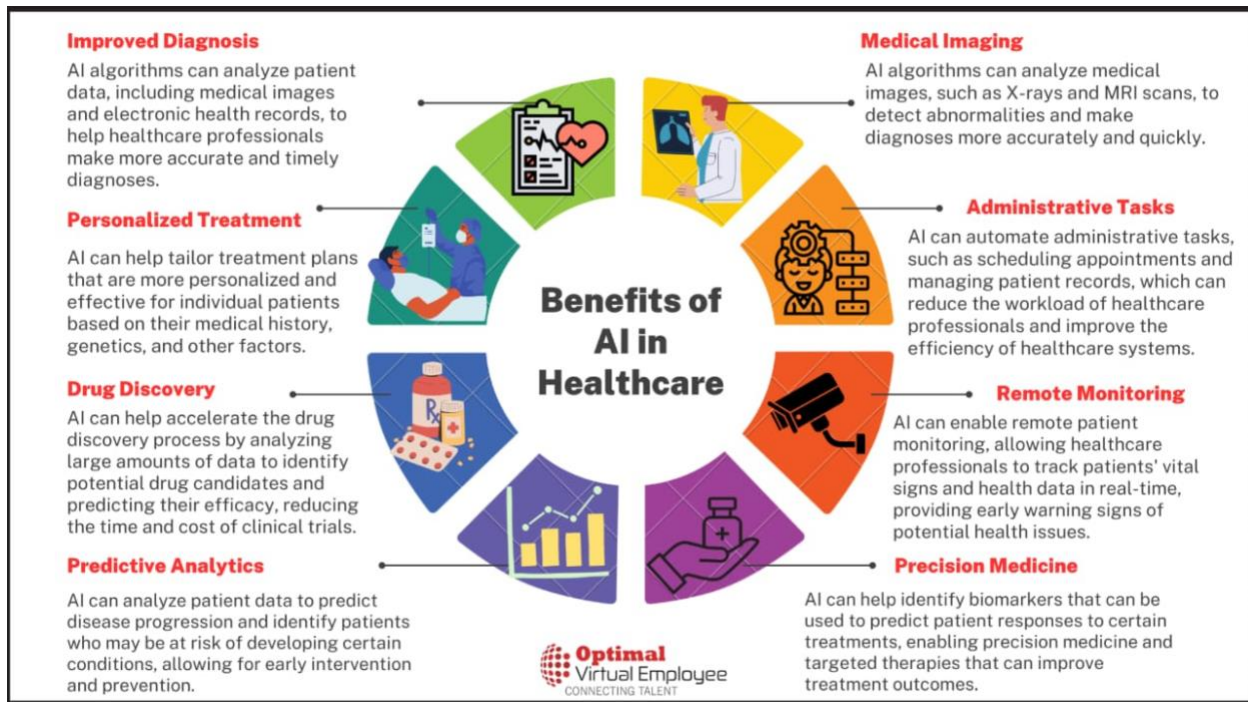 Improved Diagnosis
AI algorithms can analyze patient
data, including medical images
and electronic health records, to
help healthcare professionals
make more accurate and timely
diagnoses.
Personalized Treatment
AI can help tailor treatment plans
that are more personalized and
effective for individual patients
based on their medical history,
genetics, and other factors.
Drug Discovery
AI can help accelerate the drug
discovery process by analyzing
large amounts of data to identify
potential drug candidates and
predicting their efficacy, reducing
the time and cost of clinical trials.
Predictive Analytics
AI can analyze patient data to predict
disease progression and identify patients
who may be at risk of developing certain
conditions, allowing for early intervention
and prevention.
Benefits of
AI in
Healthcare
Rx
Medical Imaging
AI algorithms can analyze medical
images, such as X-rays and MRI scans, to
detect abnormalities and make
diagnoses more accurately and quickly.
Administrative Tasks
AI can automate administrative tasks,
such as scheduling appointments and
managing patient records, which can
reduce the workload of healthcare
professionals and improve the
efficiency of healthcare systems.
Remote Monitoring
AI can enable remote patient
monitoring, allowing healthcare
professionals to track patients' vital
signs and health data in real-time,
providing early warning signs of
potential health issues.
Precision Medicine
AI can help identify biomarkers that can be
used to predict patient responses to certain
treatments, enabling precision medicine and
targeted therapies that can improve
treatment outcomes.
Optimal
Virtual Employee
CONNECTING TALENT